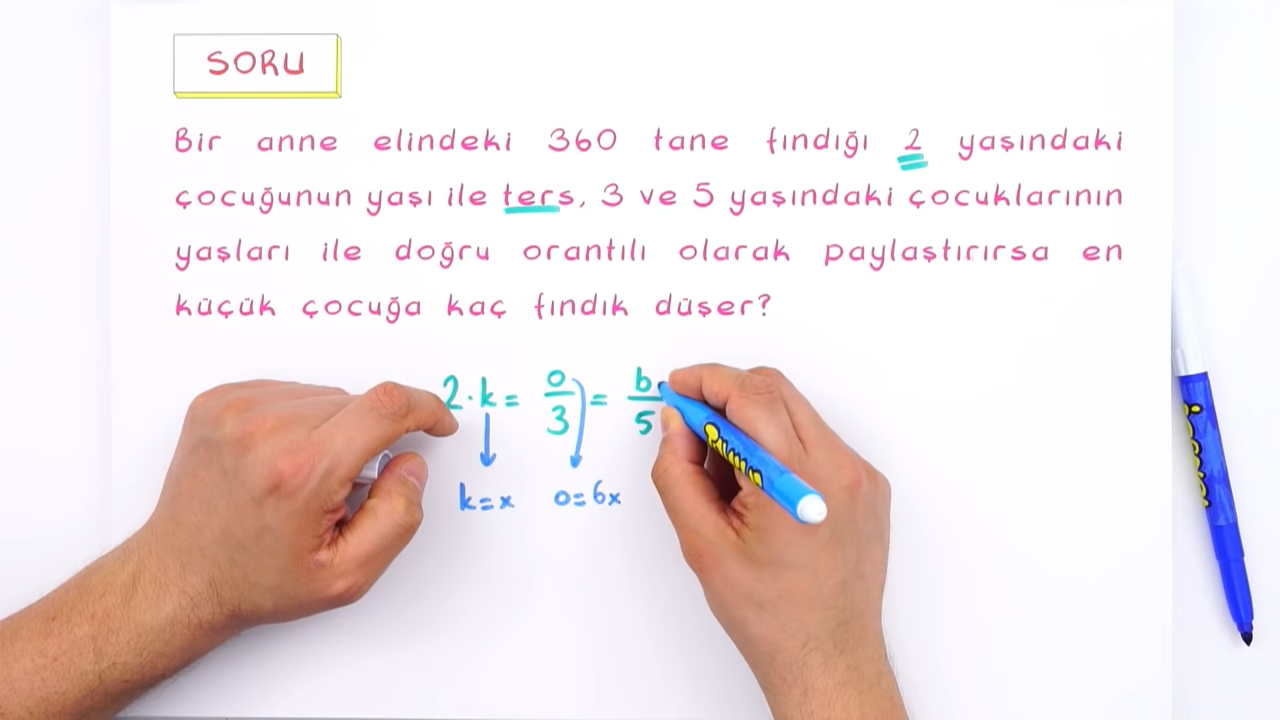 SORU
Bir anne elindeki 360 tane fındığı 2 yaşındaki
çocuğunun yaşı ile ters, 3 ve 5 yaşındaki çocuklarının
yaşları ile doğru orantılı olarak paylaştırırsa en
küçük çocuğa kaç fındık düşer?
2·k = o/3 = b/5
k=x o=6x